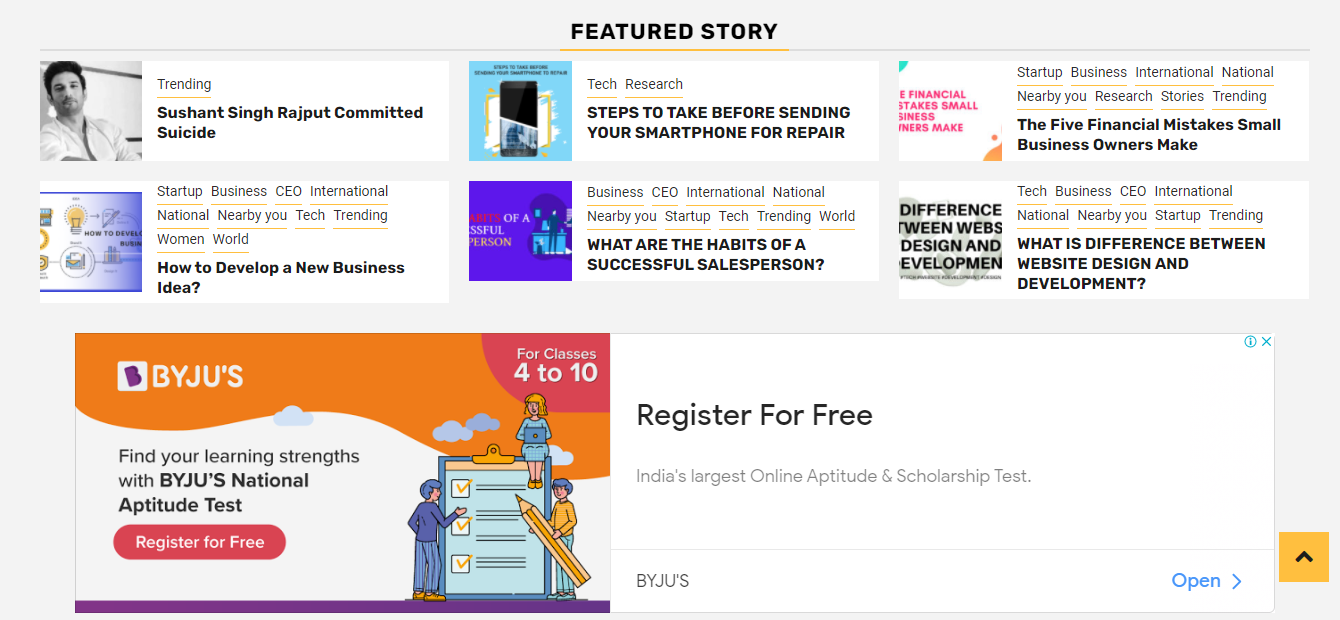 FEATURED STORY
Trending
Sushant Singh Rajput Committed
Suicide
STEPS TO TAKE BEFORE
SENDING YOUR SMARTPHONE TO REPAIR
Tech Research
STEPS TO TAKE BEFORE SENDING
YOUR SMARTPHONE FOR REPAIR
E FINANCIAL
STAKES SMALL
SINESS
NERS MAKE
Startup Business International National
Nearby you Research Stories Trending
The Five Financial Mistakes Small
Business Owners Make
HOW TO DEVEL
BUSIN
Startup Business CEO International
National Nearby you Tech Trending
Women World
How to Develop a New Business
Idea?
ABITS OF A
SSFUL
PERSON
Business CEO International National
Nearby you Startup Tech Trending World
WHAT ARE THE HABITS OF A
SUCCESSFUL SALESPERSON?
DIFFERENCE
TWEEN WEBS
DESIGN AND
EVELOPMEN
Tech Business CEO International
National Nearby you Startup Trending
WHAT IS DIFFERENCE BETWEEN
WEBSITE DESIGN AND
DEVELOPMENT?
BYJU'S
For Classes
4 to 10
Find your learning strengths
with BYJU'S National
Aptitude Test
Register for Free
Register For Free
India's largest Online Aptitude & Scholarship Test.
BYJU'S
Open